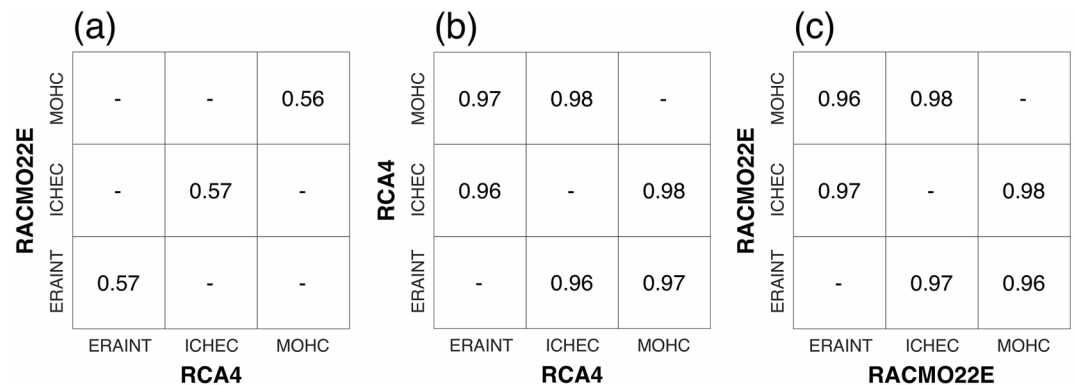 (a)
RACMO22E
MOHC - - 0.56
ICHEC - 0.57 -
ERAINT 0.57 - -
ERAINT ICHEC MOHC
RCA4
(b)
RCA4
MOHC 0.97 0.98 -
ICHEC 0.96 - 0.98
ERAINT - 0.96 0.97
ERAINT ICHEC MOHC
RCA4
(c)
RACMO22E
MOHC 0.96 0.98 -
ICHEC 0.97 - 0.98
ERAINT - 0.97 0.96
ERAINT ICHEC MOHC
RACMO22E